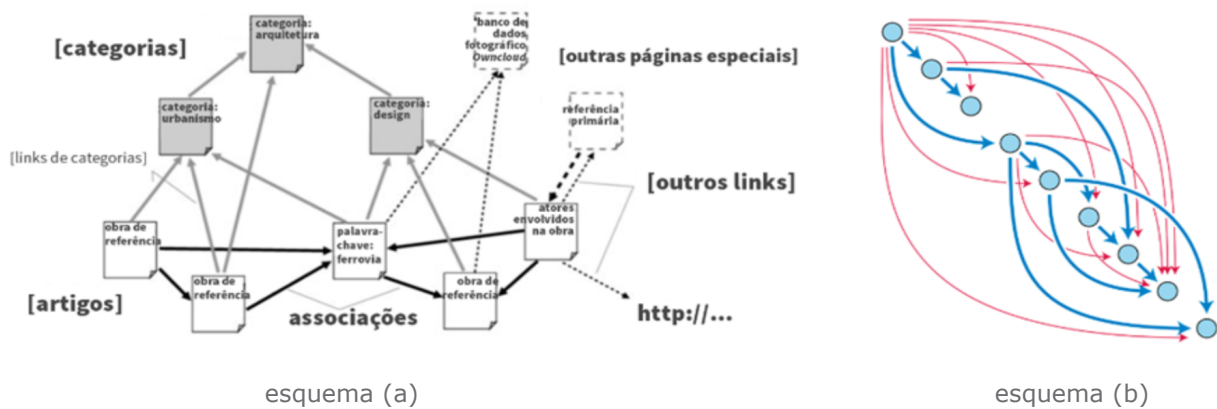 [categorias]
categoria:
arquitetura
banco de
dados
fotográfico
Owncloud
[outras páginas especiais]
categoria:
urbanismo
categoria:
design
referência
primária
[links de categorias]
[outros links]
obra de
referência
palavra-
chave:
ferrovia
atores
envolvidos
na obra
obra de
referência
obra de
referência
[artigos]
associações
http://...
esquema (a)
esquema (b)